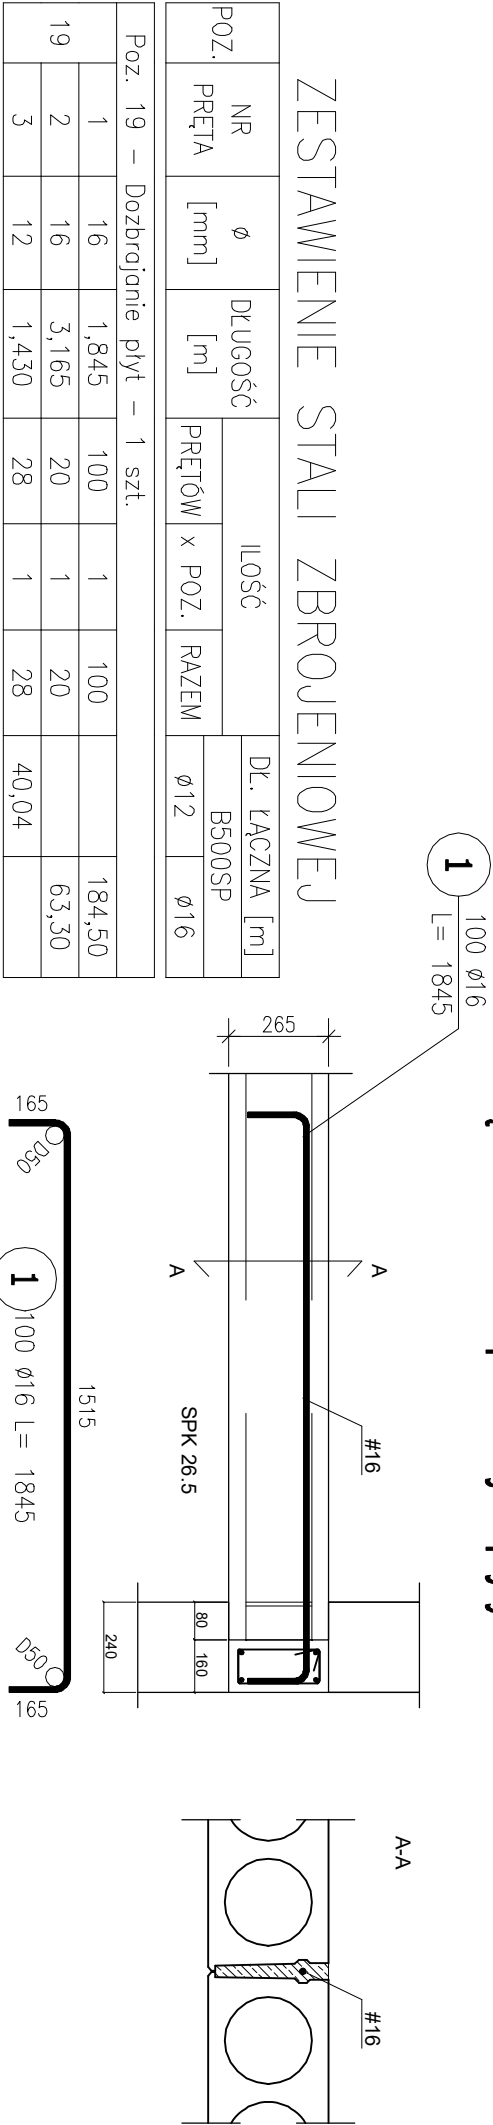 ZESTAWIENIE STALI ZBROJENIOWEJ
POZ. NR PRĘTA Ø [mm] DŁUGOŚĆ [m] ILOŚĆ DŁ. ŁĄCZNA [m]
PRĘTÓW x POZ. RAZEM B500SP
Ø12 Ø16
Poz. 19 – Dozbrajanie płyt – 1 szt.
19
1 16 1,845 100 1 100 184,50
2 16 3,165 20 1 20 63,30
3 12 1,430 28 1 28 40,04
1
100 Ø16
L= 1845
265
A
A
#16
SPK 26.5
80
160
240
165
D50
1515
1 100 Ø16 L= 1845
D50
165
A-A
#16